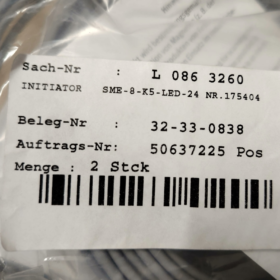 Sach-Nr : L 086 3260
INITIATOR SME-8-K5-LED-24 NR.175404
Beleg-Nr : 32-33-0838
Auftrags-Nr: 50637225 Pos
Menge : 2 Stck